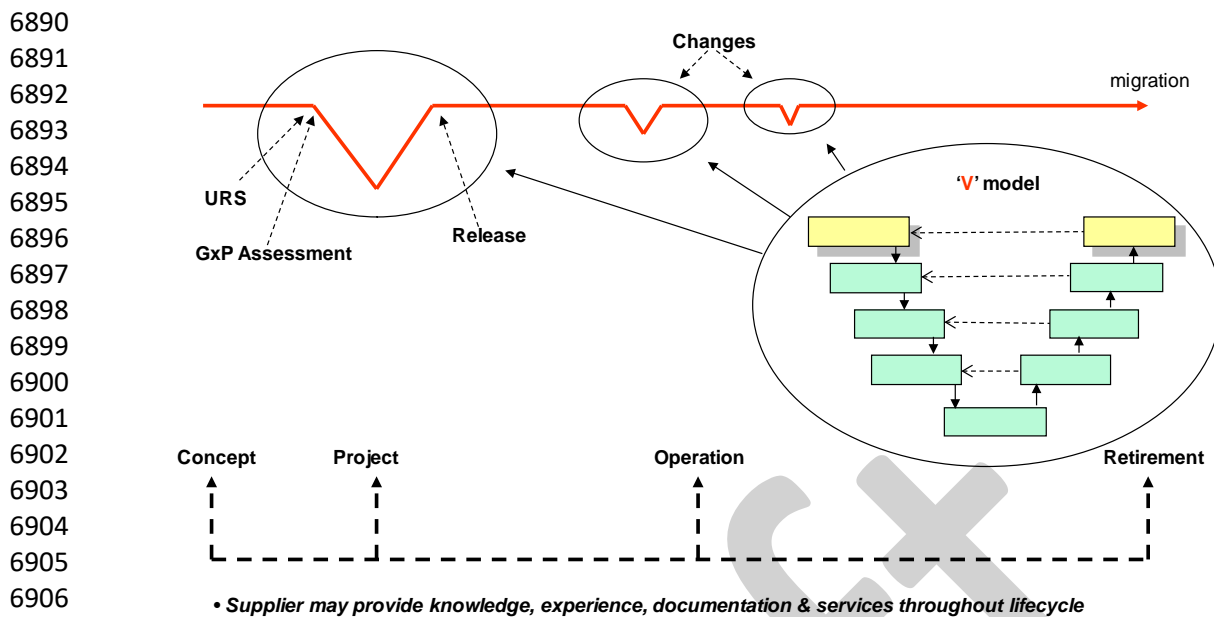 6890
6891
Changes
6892
migration
6893
6894
6895
URS
'V' model
6896
Release
GxP Assessment
6897
6898
6899
6900
6901
6902
Concept Project Operation Retirement
6903
6904
6905
6906
• Supplier may provide knowledge, experience, documentation & services throughout lifecycle